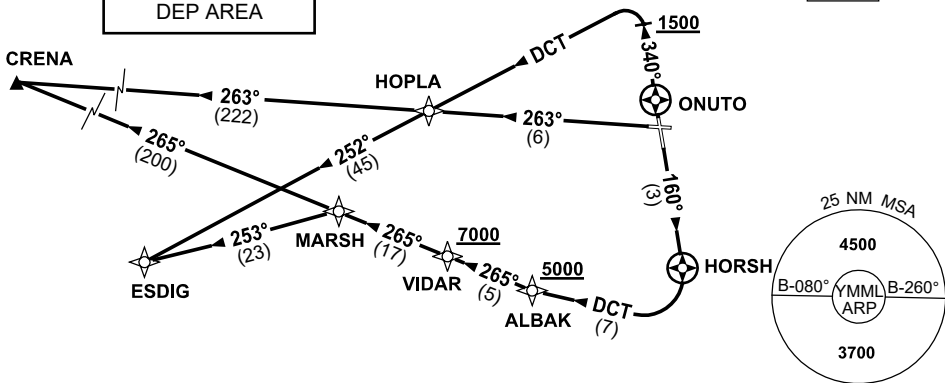 DEP AREA
1500
CRENA
DCT
HOPLA
340°
ONUTO
263°
(222)
263°
(6)
265°
(200)
252°
(45)
160°
(3)
253°
(23)
MARSH
265°
(17)
7000
VIDAR
265°
(5)
5000
ALBAK
DCT
(7)
HORSH
ESDIG
25 NM MSA
4500
B-080°
YMML
ARP
B-260°
3700